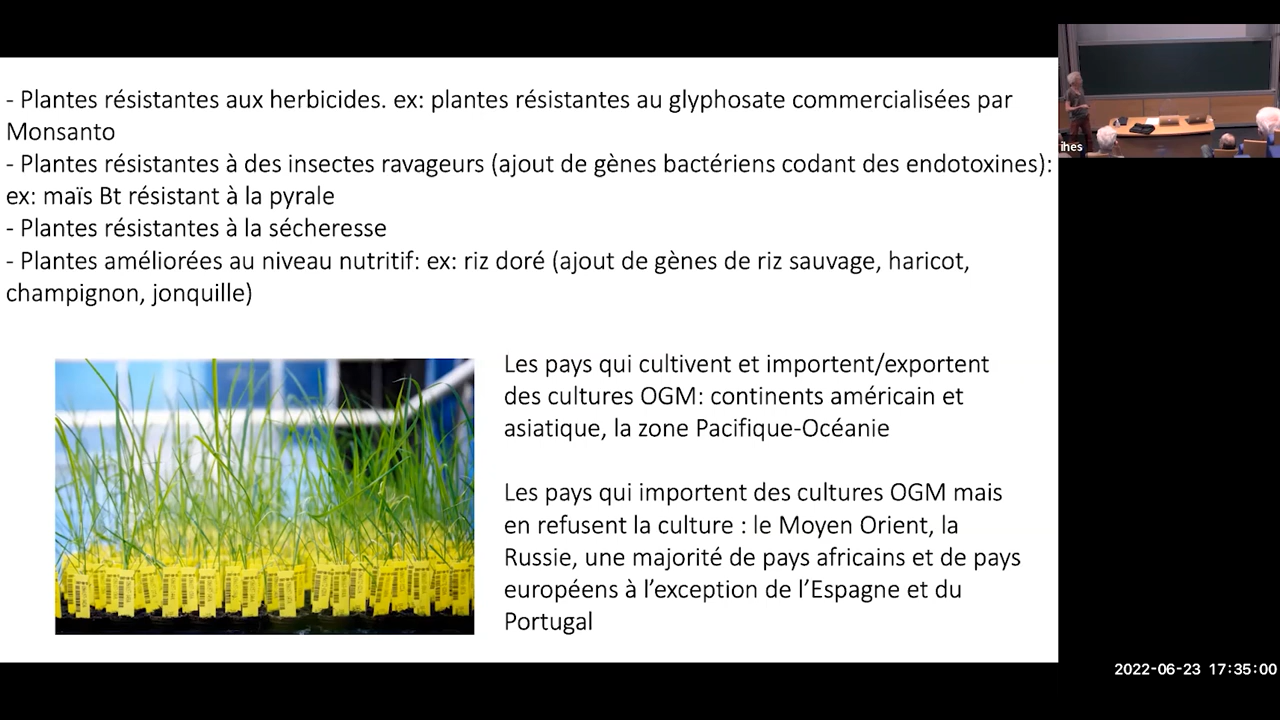 - Plantes résistantes aux herbicides. ex: plantes résistantes au glyphosate commercialisées par
Monsanto
- Plantes résistantes à des insectes ravageurs (ajout de gènes bactériens codant des endotoxines):
ex: maïs Bt résistant à la pyrale
- Plantes résistantes à la sécheresse
- Plantes améliorées au niveau nutritif: ex: riz doré (ajout de gènes de riz sauvage, haricot,
champignon, jonquille)
Les pays qui cultivent et importent/exportent
des cultures OGM: continents américain et
asiatique, la zone Pacifique-Océanie
Les pays qui importent des cultures OGM mais
en refusent la culture : le Moyen Orient, la
Russie, une majorité de pays africains et de pays
européens à l’exception de l’Espagne et du
Portugal
ihes
2022-06-23 17:35:00